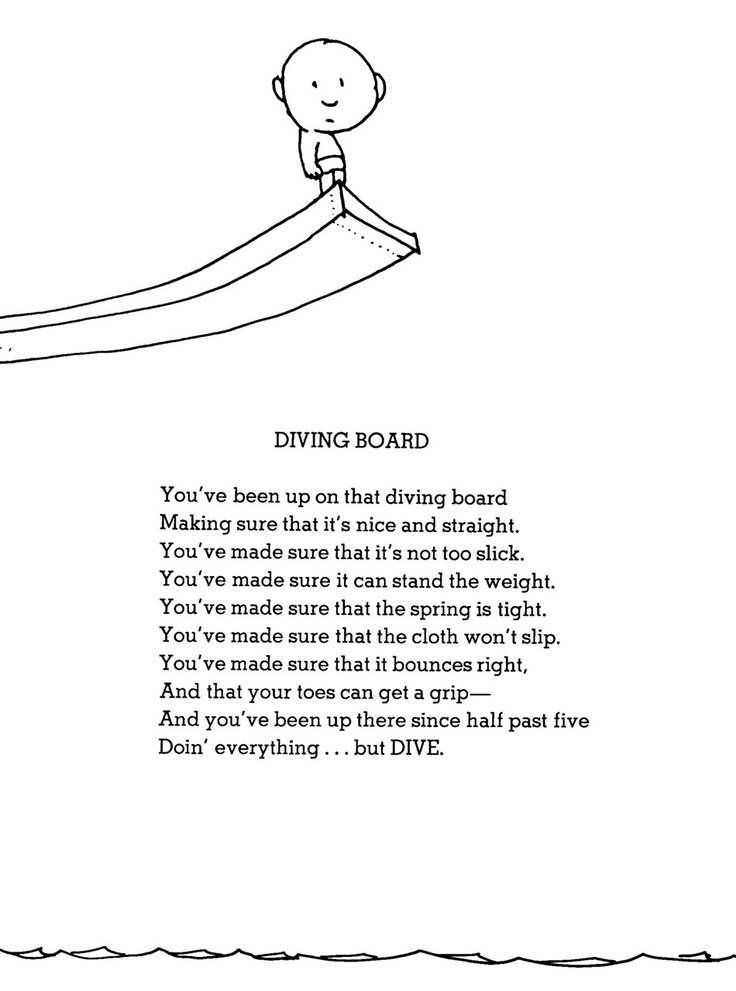 DIVING BOARD
You've been up on that diving board
Making sure that it's nice and straight.
You've made sure that it's not too slick.
You've made sure it can stand the weight.
You've made sure that the spring is tight.
You've made sure that the cloth won't slip.
You've made sure that it bounces right,
And that your toes can get a grip—
And you've been up there since half past five
Doin' everything . . . but DIVE.